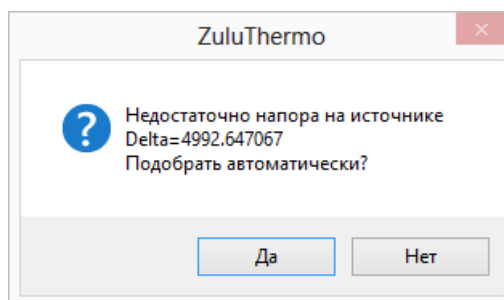 ZuluThermo
Недостаточно напора на источнике
Delta=4992.647067
Подобрать автоматически?
Да
Нет